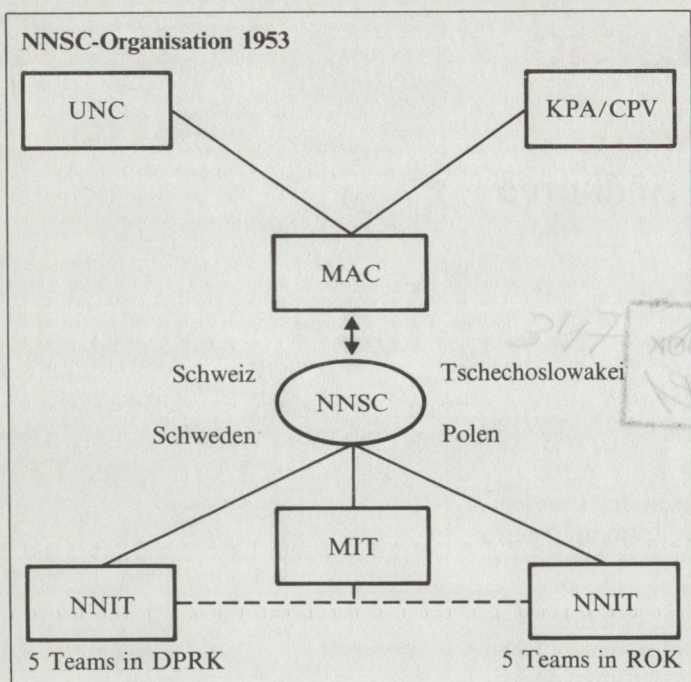 NNSC-Organisation 1953
UNC
KPA/CPV
MAC
Schweiz
Tschechoslowakei
NNSC
Schweden
Polen
MIT
NNIT
NNIT
5 Teams in DPRK
5 Teams in ROK